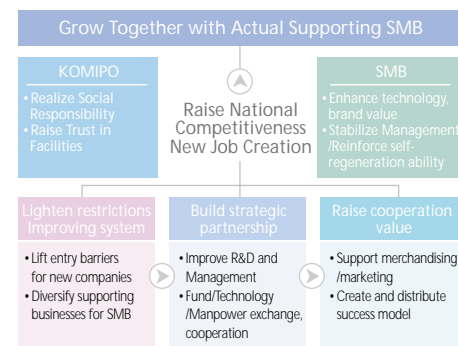 Grow Together with Actual Supporting SMB
KOMIPO
• Realize Social
Responsibility
• Raise Trust in
Facilities
Raise National
Competitiveness
New Job Creation
SMB
• Enhance technology,
brand value
• Stabilize Management
/Reinforce self-
regeneration ability
Lighten restrictions
Improving system
• Lift entry barriers
for new companies
• Diversify supporting
businesses for SMB
Build strategic
partnership
• Improve R&D and
Management
• Fund/Technology
/Manpower exchange,
cooperation
Raise cooperation
value
• Support merchandising
/marketing
• Create and distribute
success model